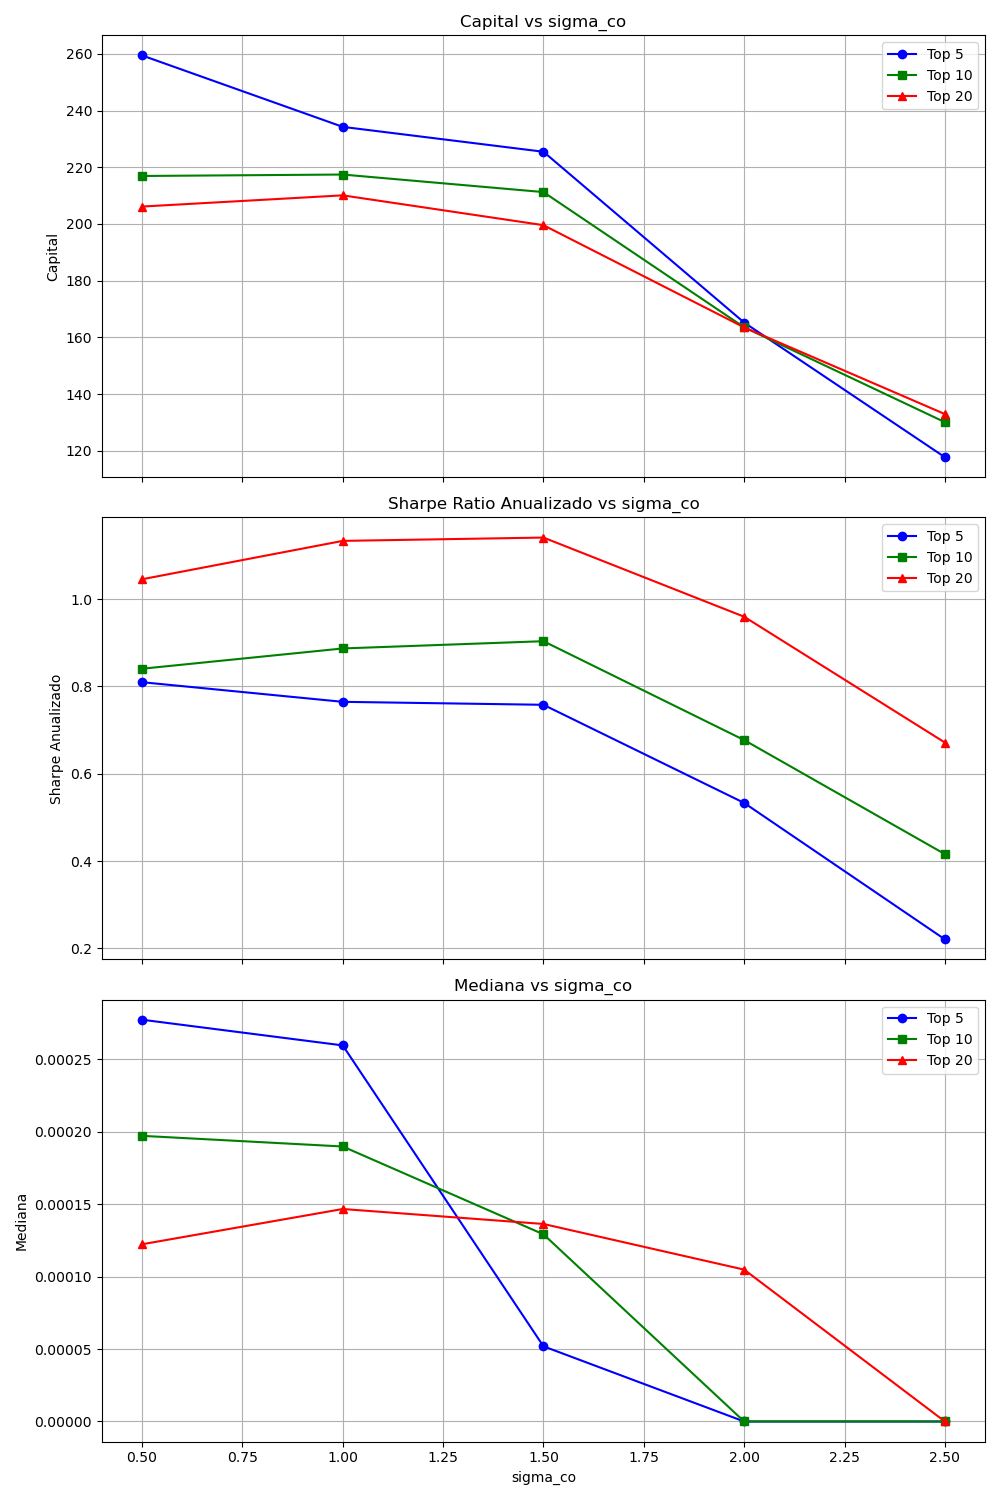 Capital vs sigma_co
260
240
220
200
180
160
140
120
Capital
Top 5
Top 10
Top 20
Sharpe Ratio Anualizado vs sigma_co
1.0
0.8
0.6
0.4
0.2
Sharpe Anualizado
Top 5
Top 10
Top 20
Mediana vs sigma_co
0.00025
0.00020
0.00015
0.00010
0.00005
0.00000
Mediana
Top 5
Top 10
Top 20
0.50 0.75 1.00 1.25 1.50 1.75 2.00 2.25 2.50
sigma_co